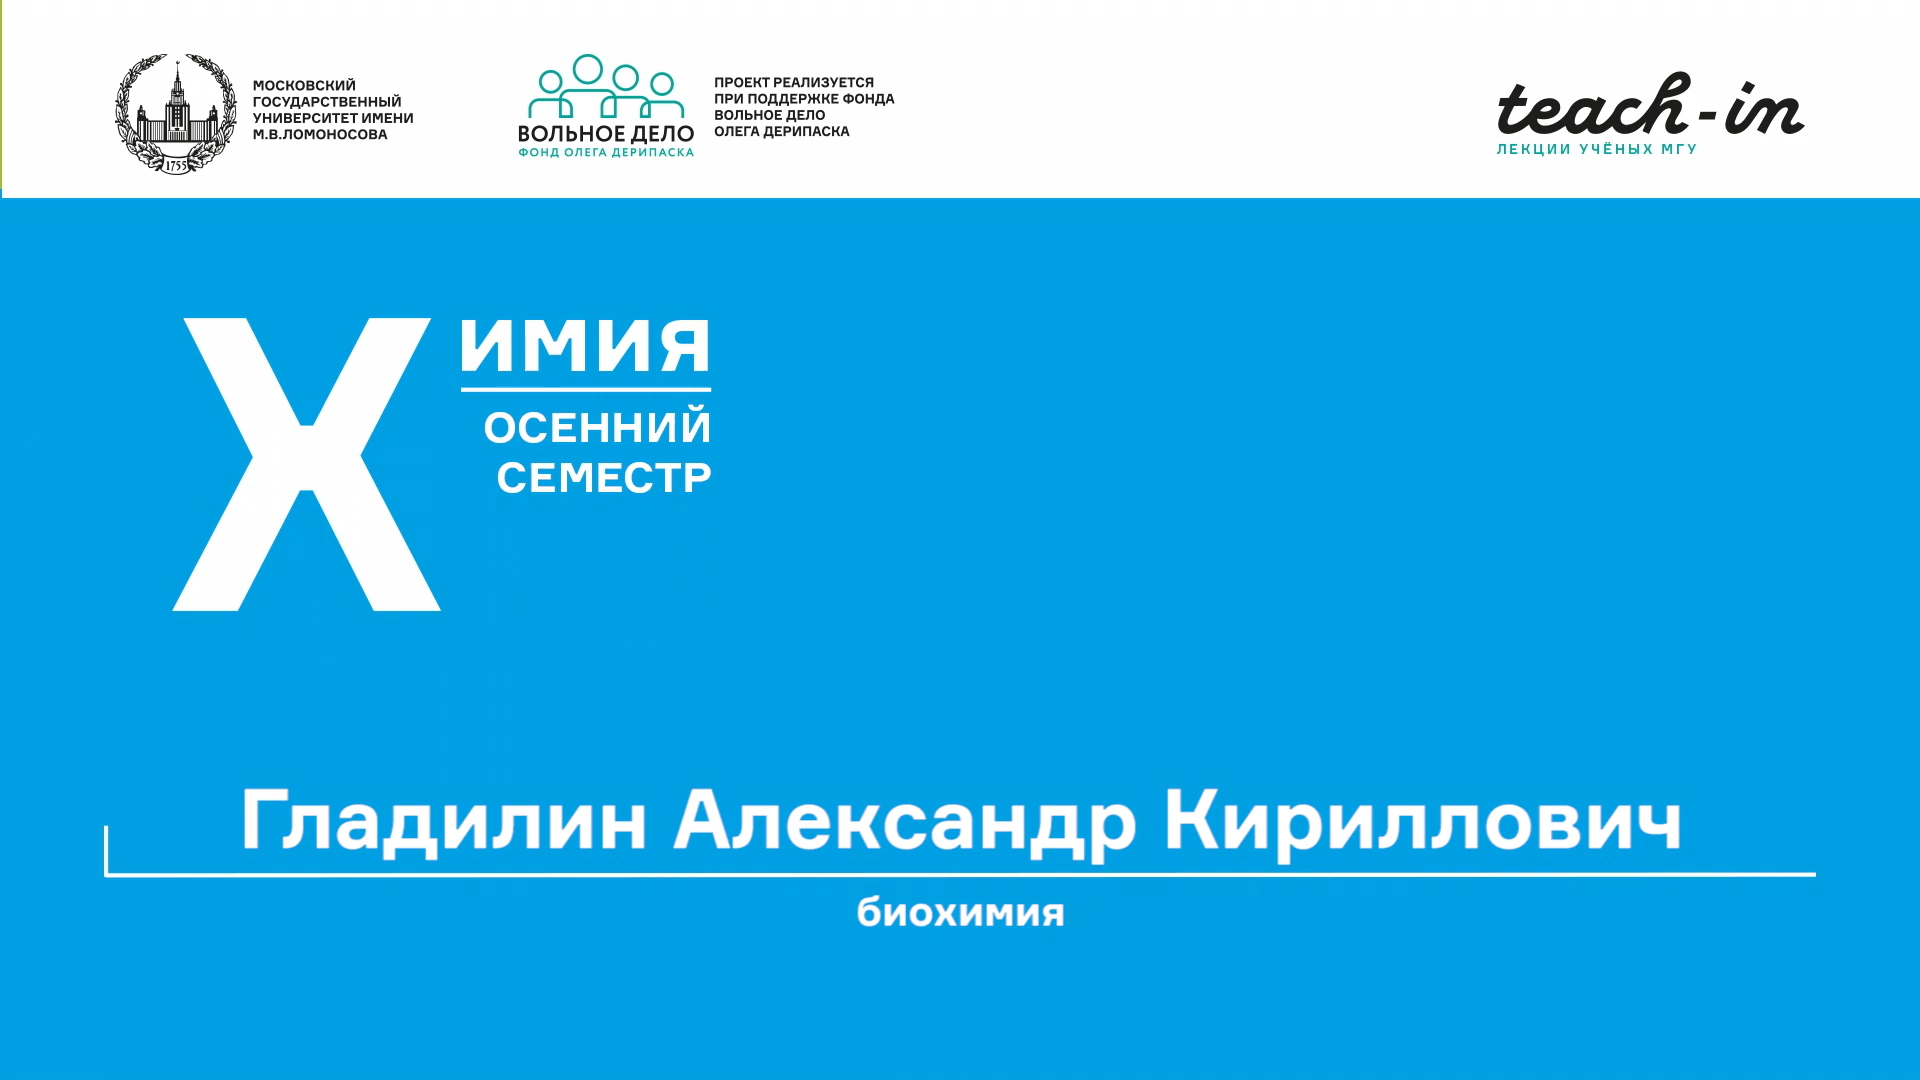 МОСКОВСКИЙ
ГОСУДАРСТВЕННЫЙ
УНИВЕРСИТЕТ ИМЕНИ
М.В.ЛОМОНОСОВА
1755
ВОЛЬНОЕ ДЕЛО
ФОНД ОЛЕГА ДЕРИПАСКА
ПРОЕКТ РЕАЛИЗУЕТСЯ
ПРИ ПОДДЕРЖКЕ ФОНДА
ВОЛЬНОЕ ДЕЛО
ОЛЕГА ДЕРИПАСКА
teach-in
ЛЕКЦИИ УЧЁНЫХ МГУ
ХИМИЯ
ОСЕННИЙ
СЕМЕСТР
Гладилин Александр Кириллович
биохимия